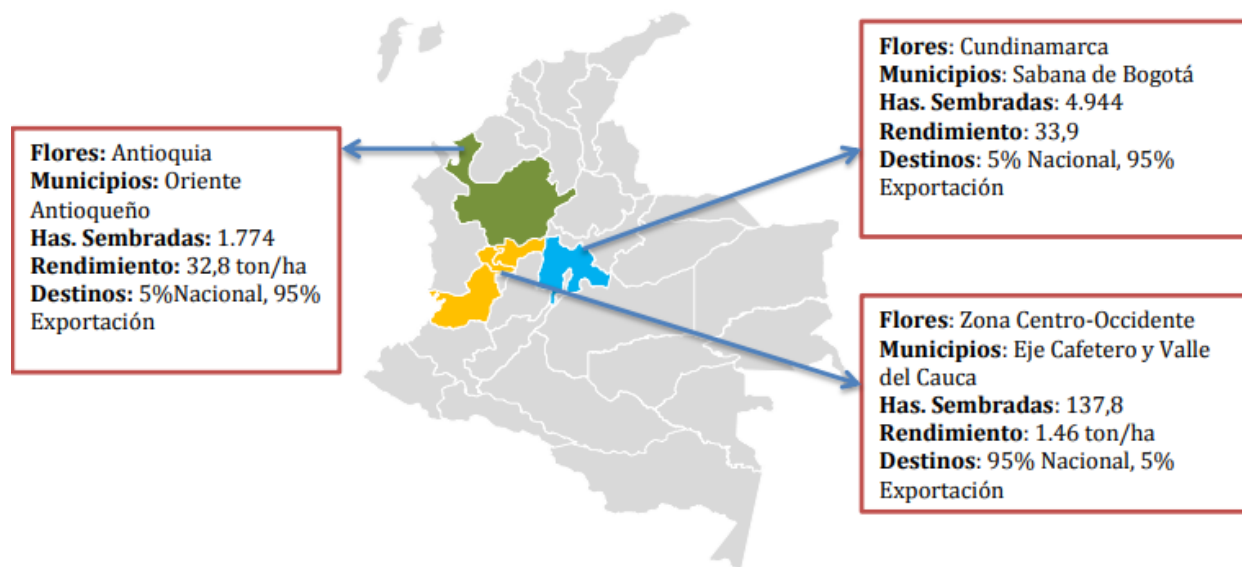 Flores: Antioquia
Municipios: Oriente
Antioqueño
Has. Sembradas: 1.774
Rendimiento: 32,8 ton/ha
Destinos: 5%Nacional, 95%
Exportación
Flores: Cundinamarca
Municipios: Sabana de Bogotá
Has. Sembradas: 4.944
Rendimiento: 33,9
Destinos: 5% Nacional, 95%
Exportación
Flores: Zona Centro-Occidente
Municipios: Eje Cafetero y Valle
del Cauca
Has. Sembradas: 137,8
Rendimiento: 1.46 ton/ha
Destinos: 95% Nacional, 5%
Exportación